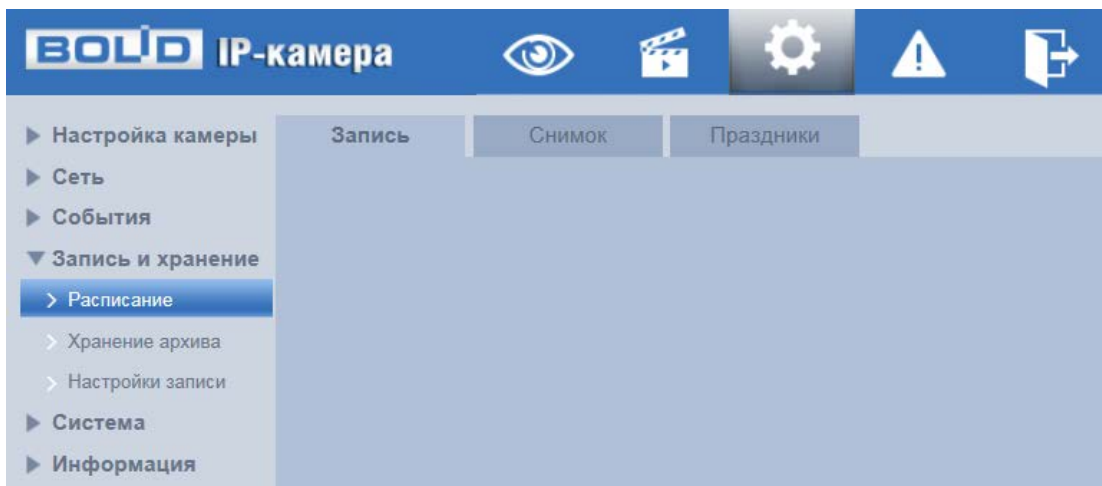 BOLID IP-камера
Настройка камеры
Сеть
События
Запись и хранение
Расписание
Хранение архива
Настройки записи
Система
Информация
Запись
Снимок
Праздники